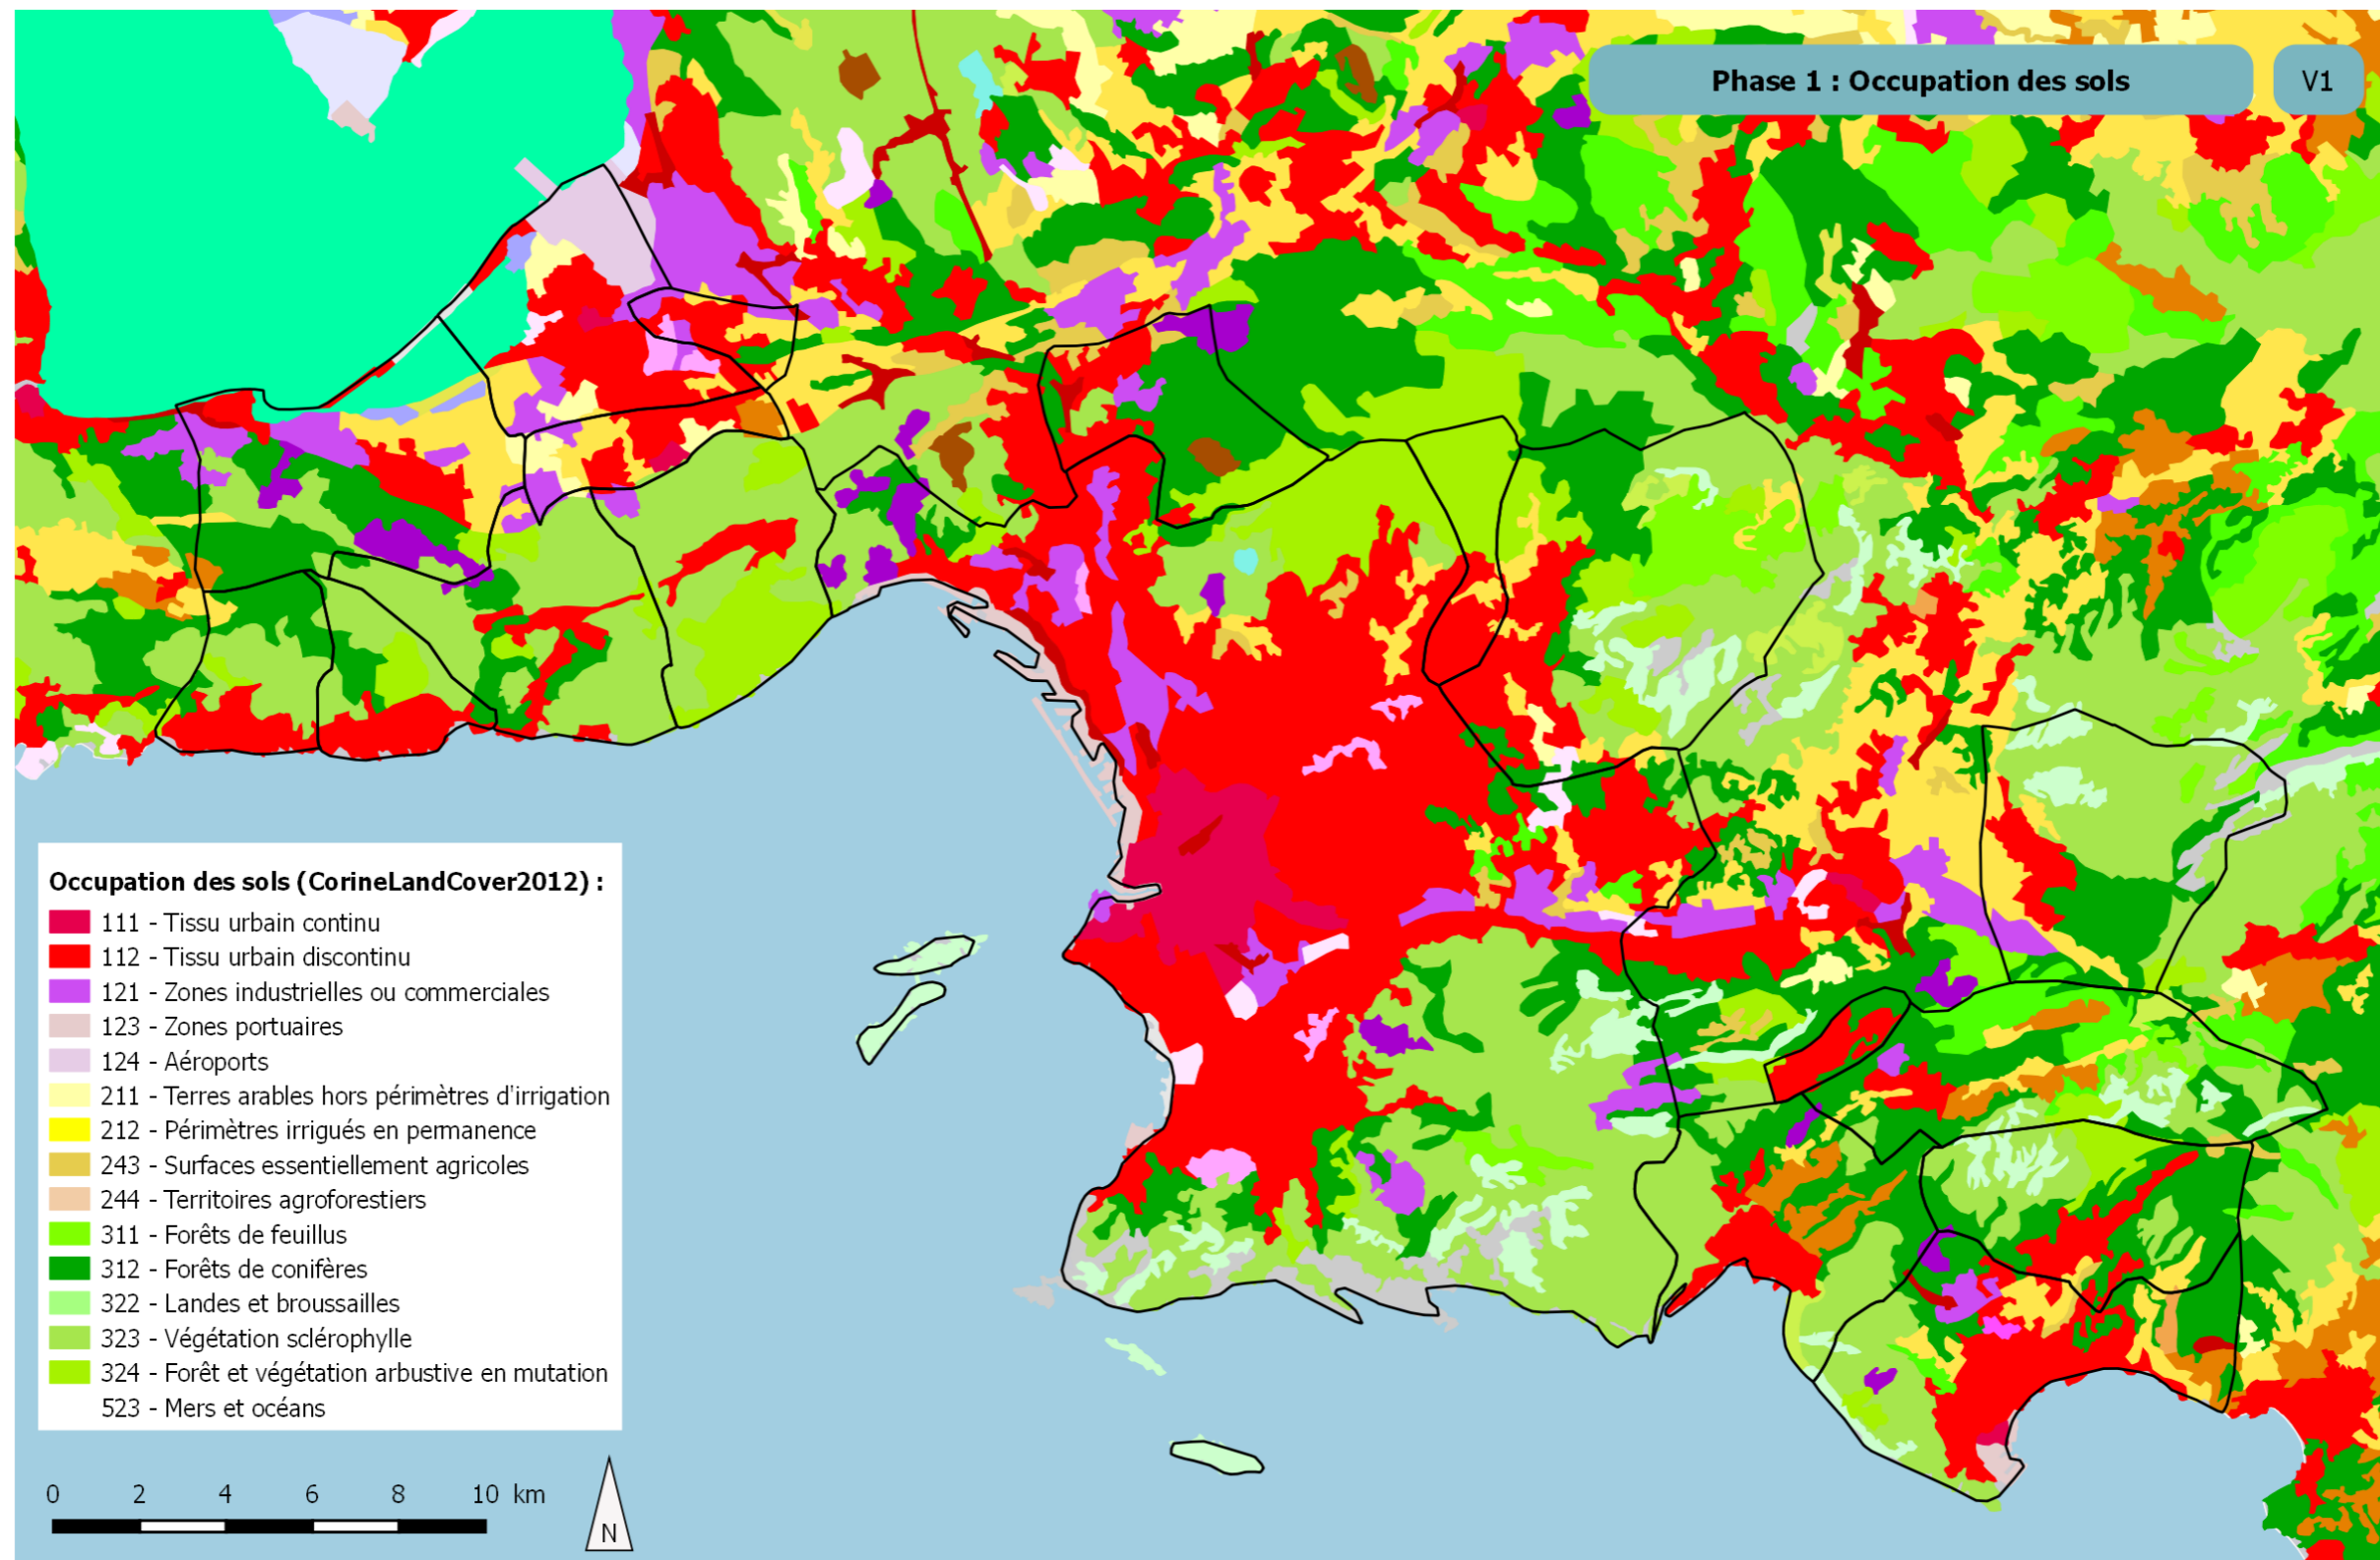 Phase 1 : Occupation des sols
V1
Occupation des sols (CorineLandCover2012) :
111 - Tissu urbain continu
112 - Tissu urbain discontinu
121 - Zones industrielles ou commerciales
123 - Zones portuaires
124 - Aéroports
211 - Terres arables hors périmètres d'irrigation
212 - Périmètres irrigués en permanence
243 - Surfaces essentiellement agricoles
244 - Territoires agroforestiers
311 - Forêts de feuillus
312 - Forêts de conifères
322 - Landes et broussailles
323 - Végétation sclérophylle
324 - Forêt et végétation arbustive en mutation
523 - Mers et océans
0 2 4 6 8 10 km
N